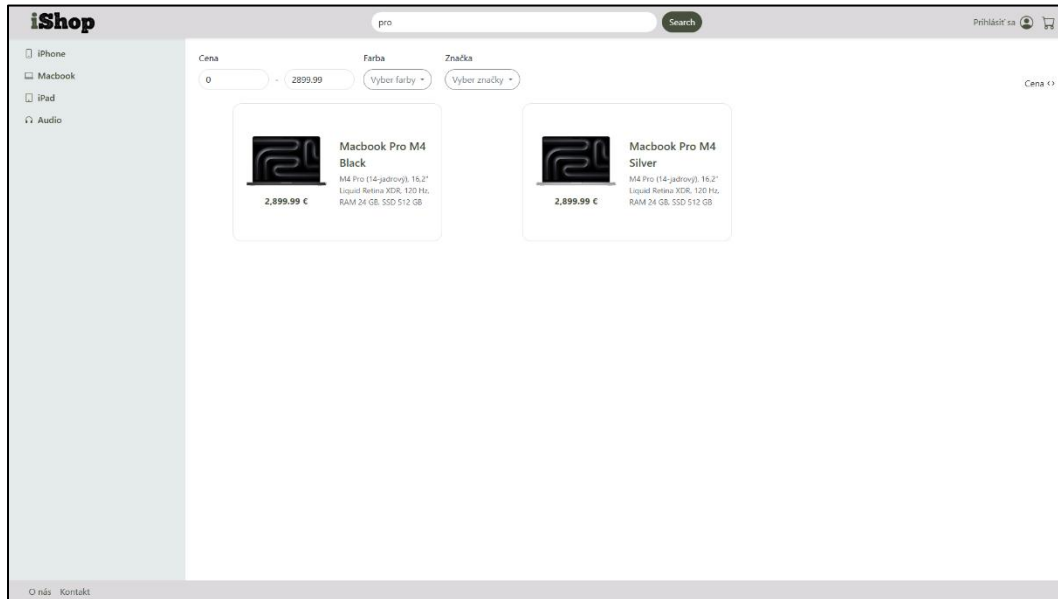 iShop
pro
Search
Prihlásiť sa
iPhone
Macbook
iPad
Audio
Cena
Farba
Značka
0
-
2899.99
Vyber farby
Vyber značky
Cena <>
Macbook Pro M4
Black
M4 Pro (14-jadrový), 16,2"
Liquid Retina XDR, 120 Hz,
RAM 24 GB, SSD 512 GB
2,899.99 €
Macbook Pro M4
Silver
M4 Pro (14-jadrový), 16,2"
Liquid Retina XDR, 120 Hz,
RAM 24 GB, SSD 512 GB
2,899.99 €
O nás Kontakt